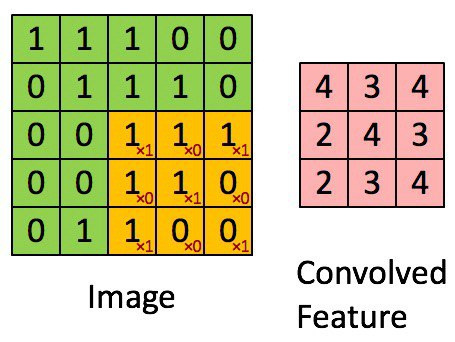 1 1 1 0 0
0 1 1 1 0
0 0 1×1 1×0 1×1
0 0 1×0 1×1 0×0
0 1 1×1 0×0 0×1
Image
4 3 4
2 4 3
2 3 4
Convolved
Feature